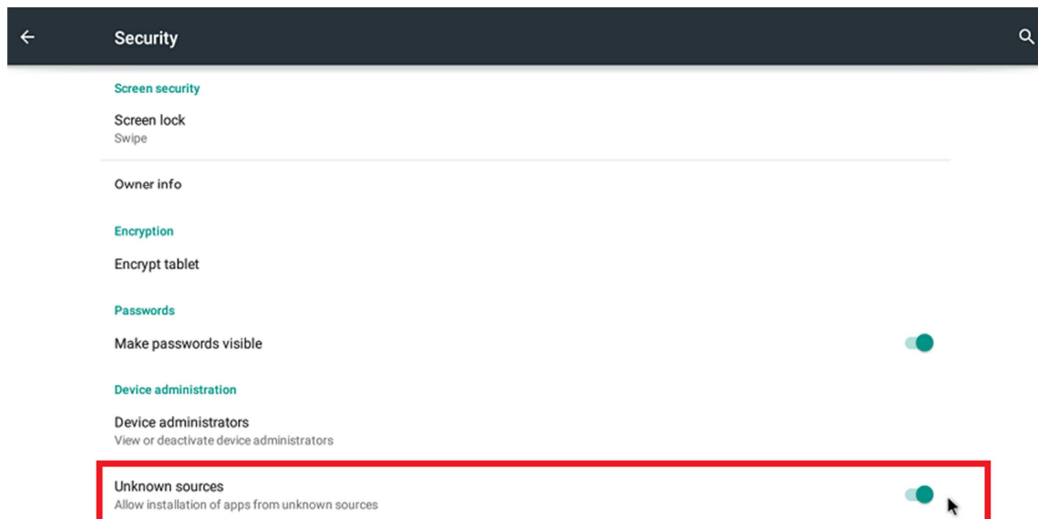 Security
Screen security
Screen lock
Swipe
Owner info
Encryption
Encrypt tablet
Passwords
Make passwords visible
Device administration
Device administrators
View or deactivate device administrators
Unknown sources
Allow installation of apps from unknown sources